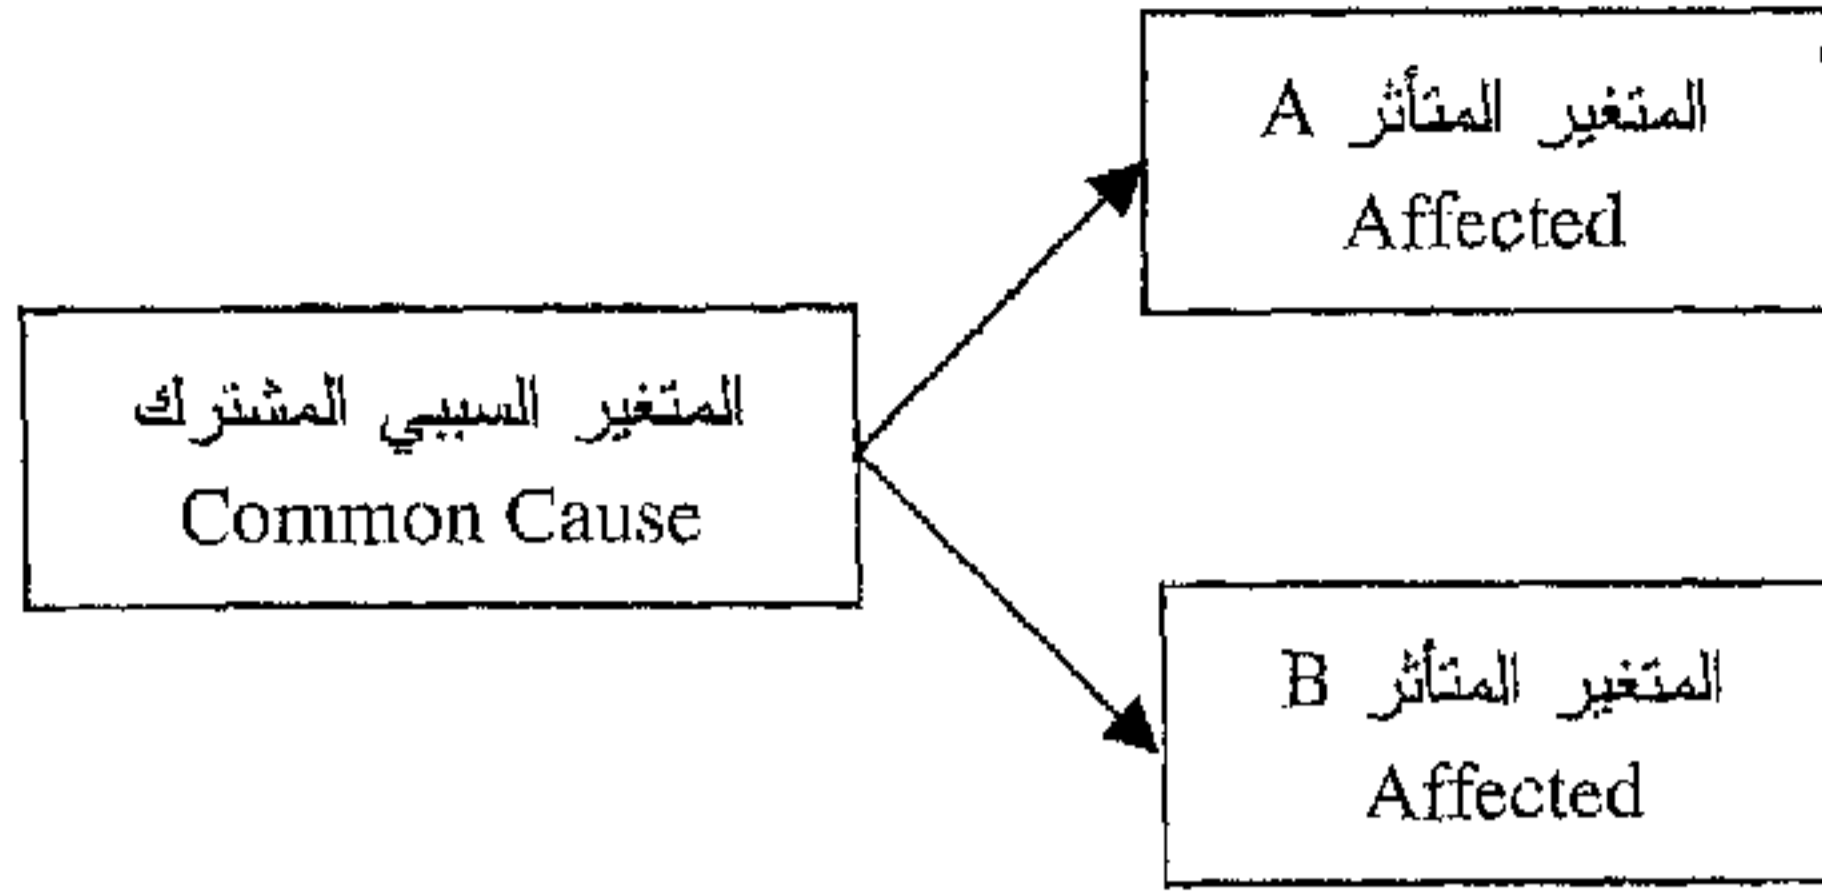 المتغير المتأثر A
Affected
المتغير السببي المشترك
Common Cause
المتغير المتأثر B
Affected